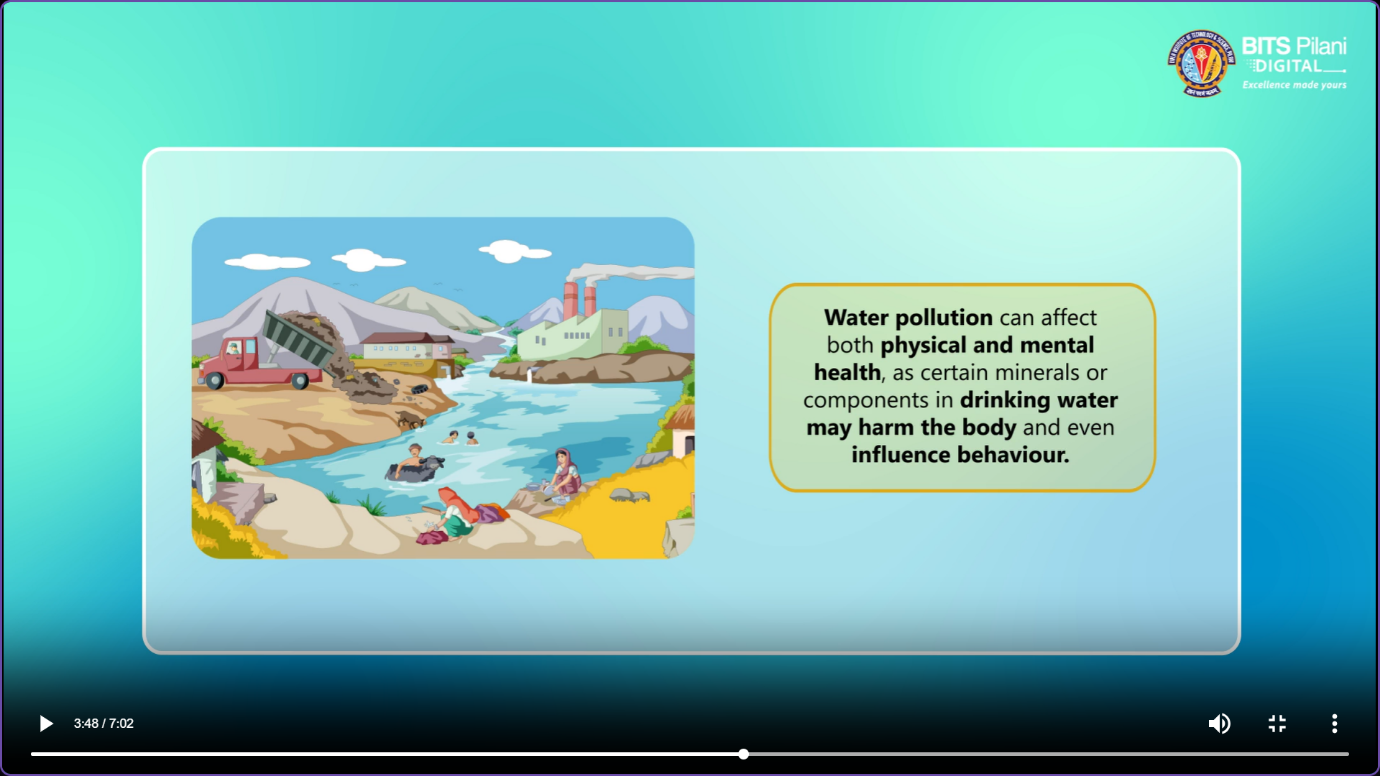 BITS Pilani
DIGITAL
Excellence made yours
Water pollution can affect
both physical and mental
health, as certain minerals or
components in drinking water
may harm the body and even
influence behaviour.
3:48 / 7:02